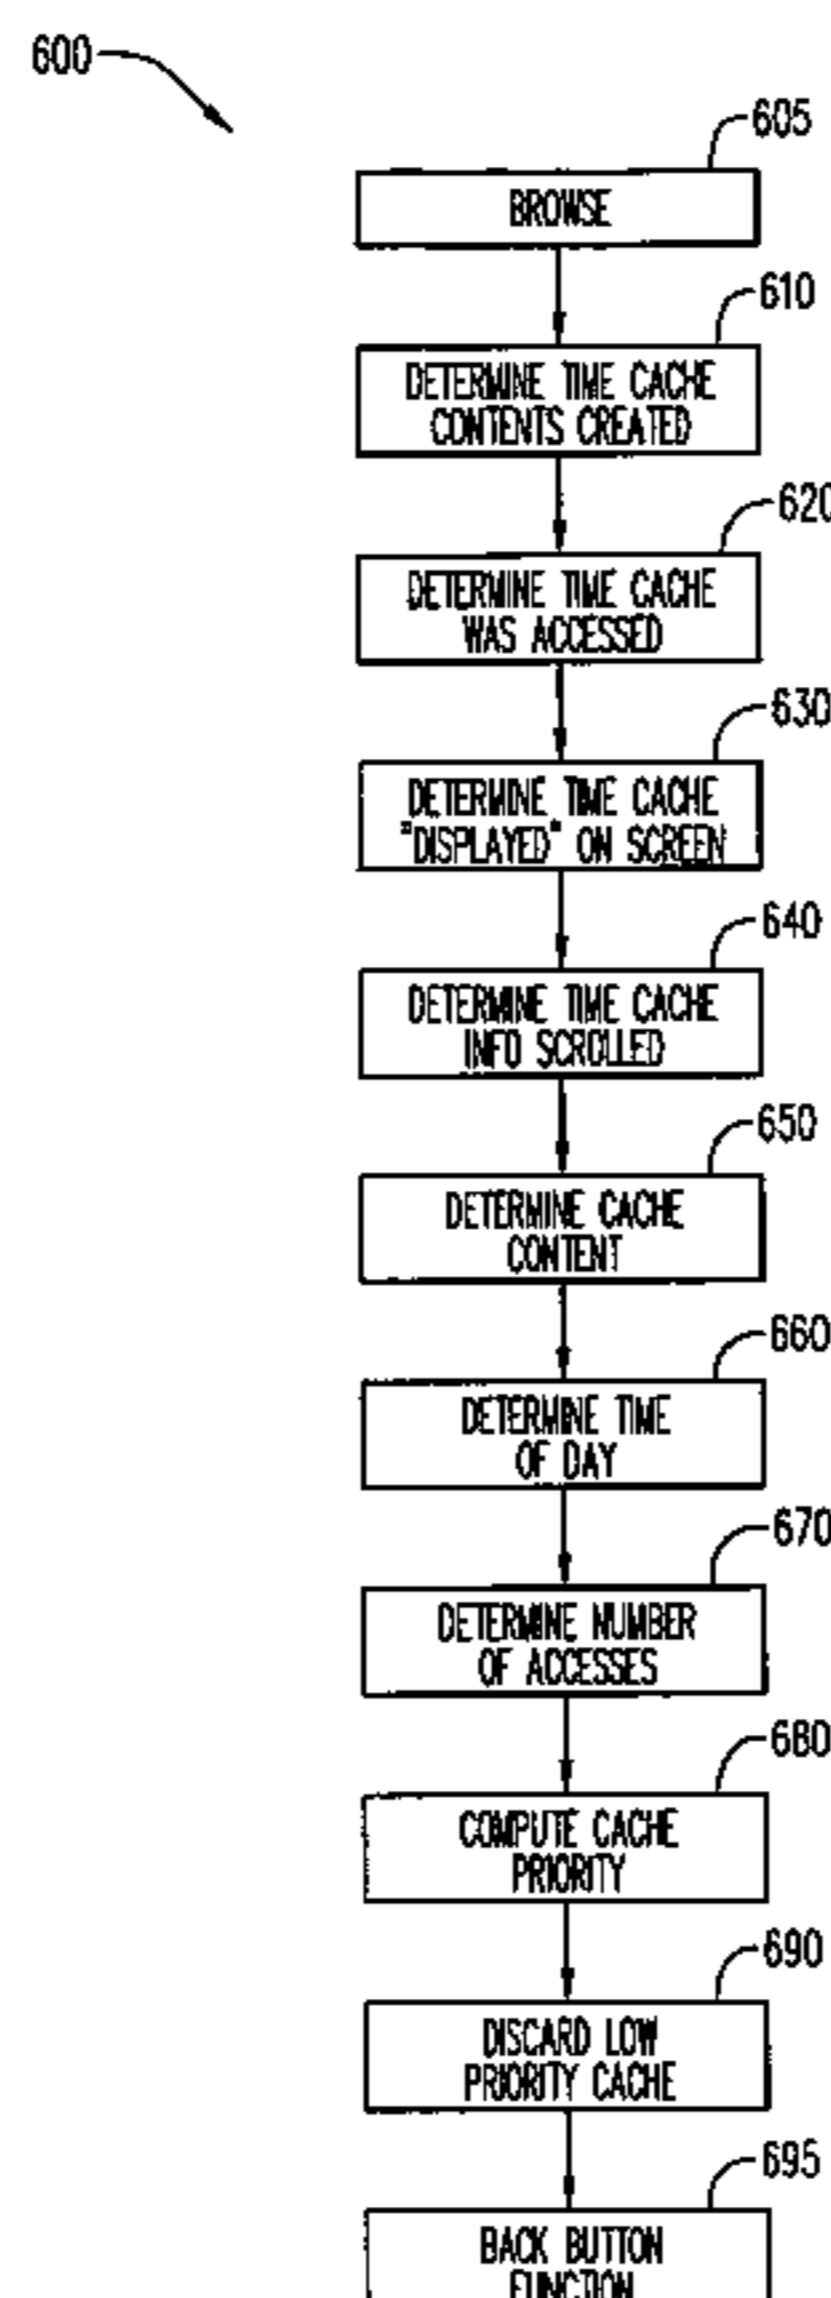 600
605
BROWSE
610
DETERMINE TIME CACHE
CONTENTS CREATED
620
DETERMINE TIME CACHE
WAS ACCESSED
630
DETERMINE TIME CACHE
"DISPLAYED" ON SCREEN
640
DETERMINE TIME CACHE
INFO SCROLLED
650
DETERMINE CACHE
CONTENT
660
DETERMINE TIME
OF DAY
670
DETERMINE NUMBER
OF ACCESSES
680
COMPUTE CACHE
PRIORITY
690
DISCARD LOW
PRIORITY CACHE
695
BACK BUTTON
FUNCTION